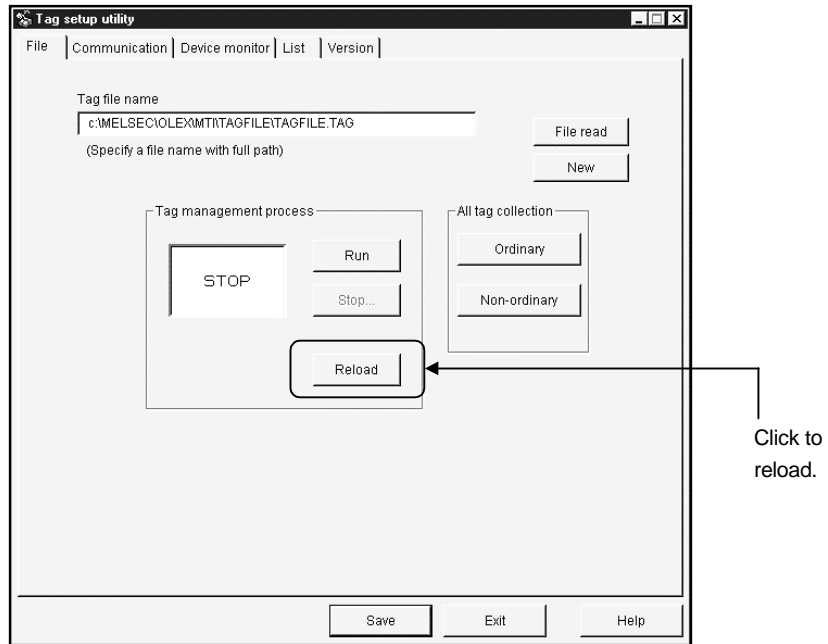 Tag setup utility
File Communication Device monitor List Version
Tag file name
c:\MELSEC\OLEX\MTI\TAGFILE\TAGFILE.TAG
(Specify a file name with full path)
File read
New
Tag management process
All tag collection
STOP
Run
Stop...
Reload
Ordinary
Non-ordinary
Click to
reload.
Save Exit Help